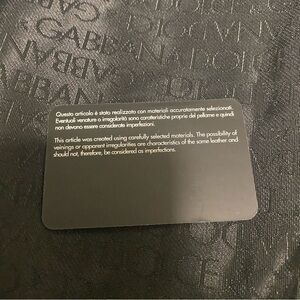 GABBANA
Questo articolo è stato realizzato con materiali accuratamente selezionati.
Eventuali venature o irregolarità sono caratteristiche proprie del pellame e quindi
non devono essere considerate imperfezioni.
This article was created using carefully selected materials. The possibility of
veinings or apparent irregularities are characteristics of the same leather and
should not, therefore, be considered as imperfections.